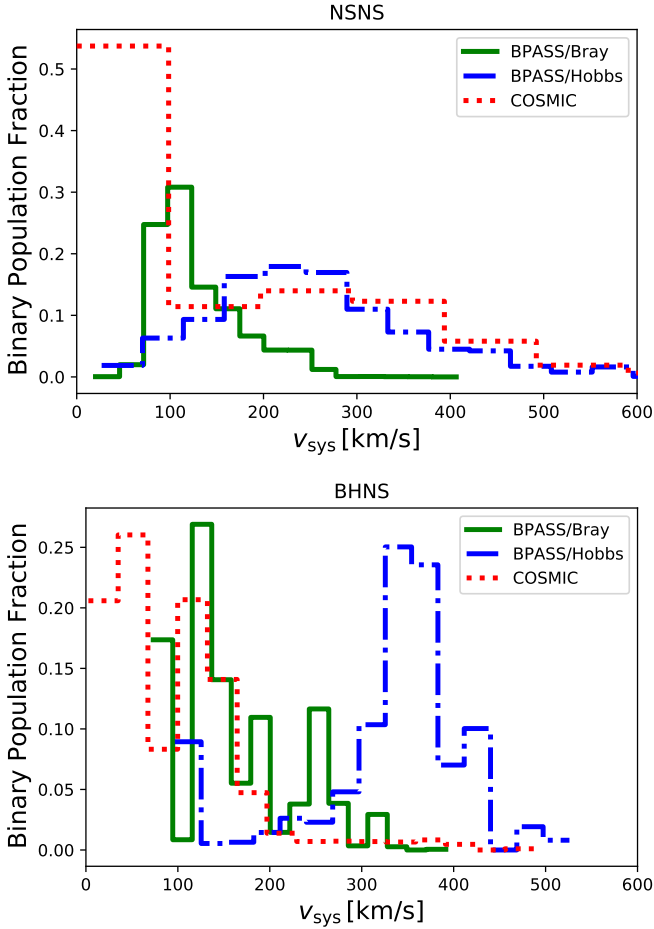 NSNS
BPASS/Bray
BPASS/Hobbs
COSMIC
Binary Population Fraction
0.5
0.4
0.3
0.2
0.1
0.0
0 100 200 300 400 500 600
v_sys [km/s]
BHNS
BPASS/Bray
BPASS/Hobbs
COSMIC
Binary Population Fraction
0.25
0.20
0.15
0.10
0.05
0.00
0 100 200 300 400 500 600
v_sys [km/s]